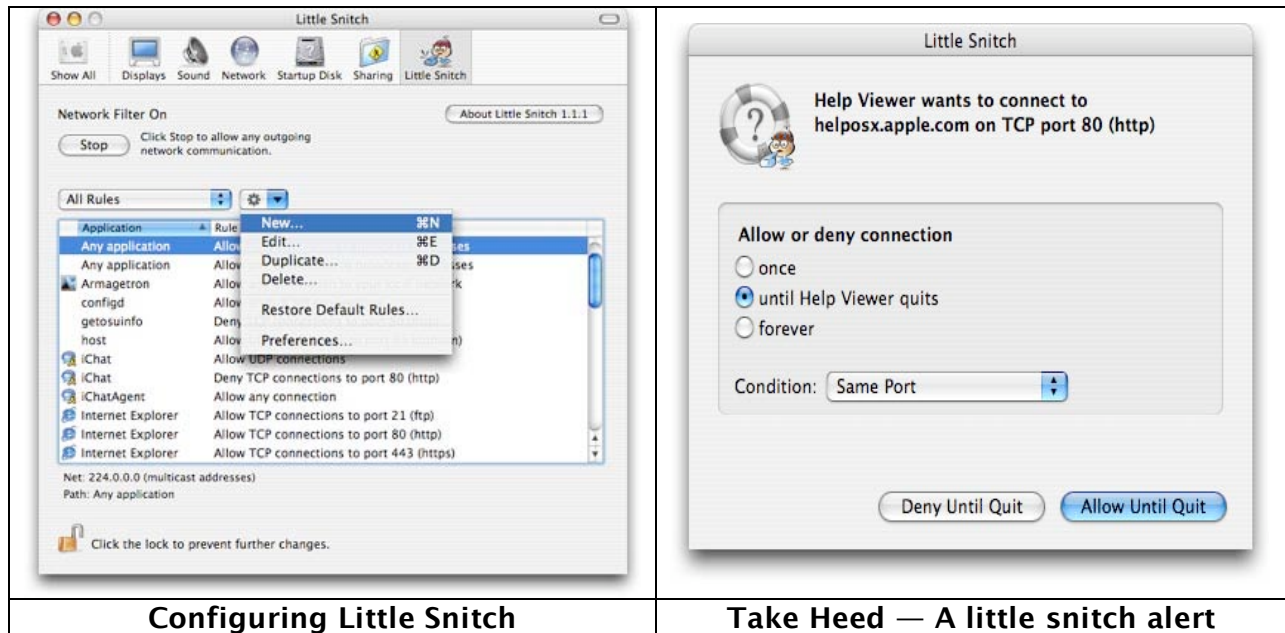 Little Snitch
Show All Displays Sound Network Startup Disk Sharing Little Snitch
Network Filter On
About Little Snitch 1.1.1
Stop
Click Stop to allow any outgoing
network communication.
All Rules
Application Rule
New... ⌘N
Edit... ⌘E
Duplicate... ⌘D
Delete...
Restore Default Rules...
Preferences...
Any application
Any application
Armagetron
configd
getosuinfo
host
iChat Allow UDP connections
iChat Deny TCP connections to port 80 (http)
iChatAgent Allow any connection
Internet Explorer Allow TCP connections to port 21 (ftp)
Internet Explorer Allow TCP connections to port 80 (http)
Internet Explorer Allow TCP connections to port 443 (https)
Net: 224.0.0.0 (multicast addresses)
Path: Any application
Click the lock to prevent further changes.
Configuring Little Snitch
Little Snitch
Help Viewer wants to connect to
helposx.apple.com on TCP port 80 (http)
Allow or deny connection
once
until Help Viewer quits
forever
Condition: Same Port
Deny Until Quit Allow Until Quit
Take Heed — A little snitch alert